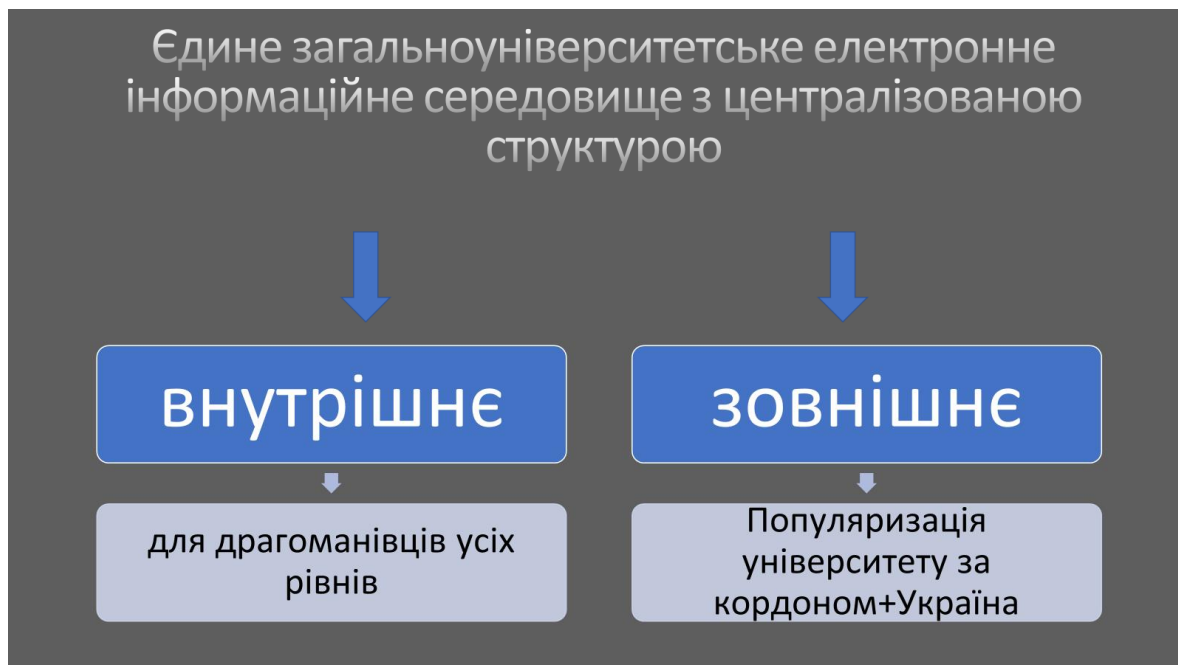 Єдине загальноуніверситетське електронне
інформаційне середовище з централізованою
структурою
внутрішнє
зовнішнє
для драгоманівців усіх
рівнів
Популяризація
університету за
кордоном+Україна